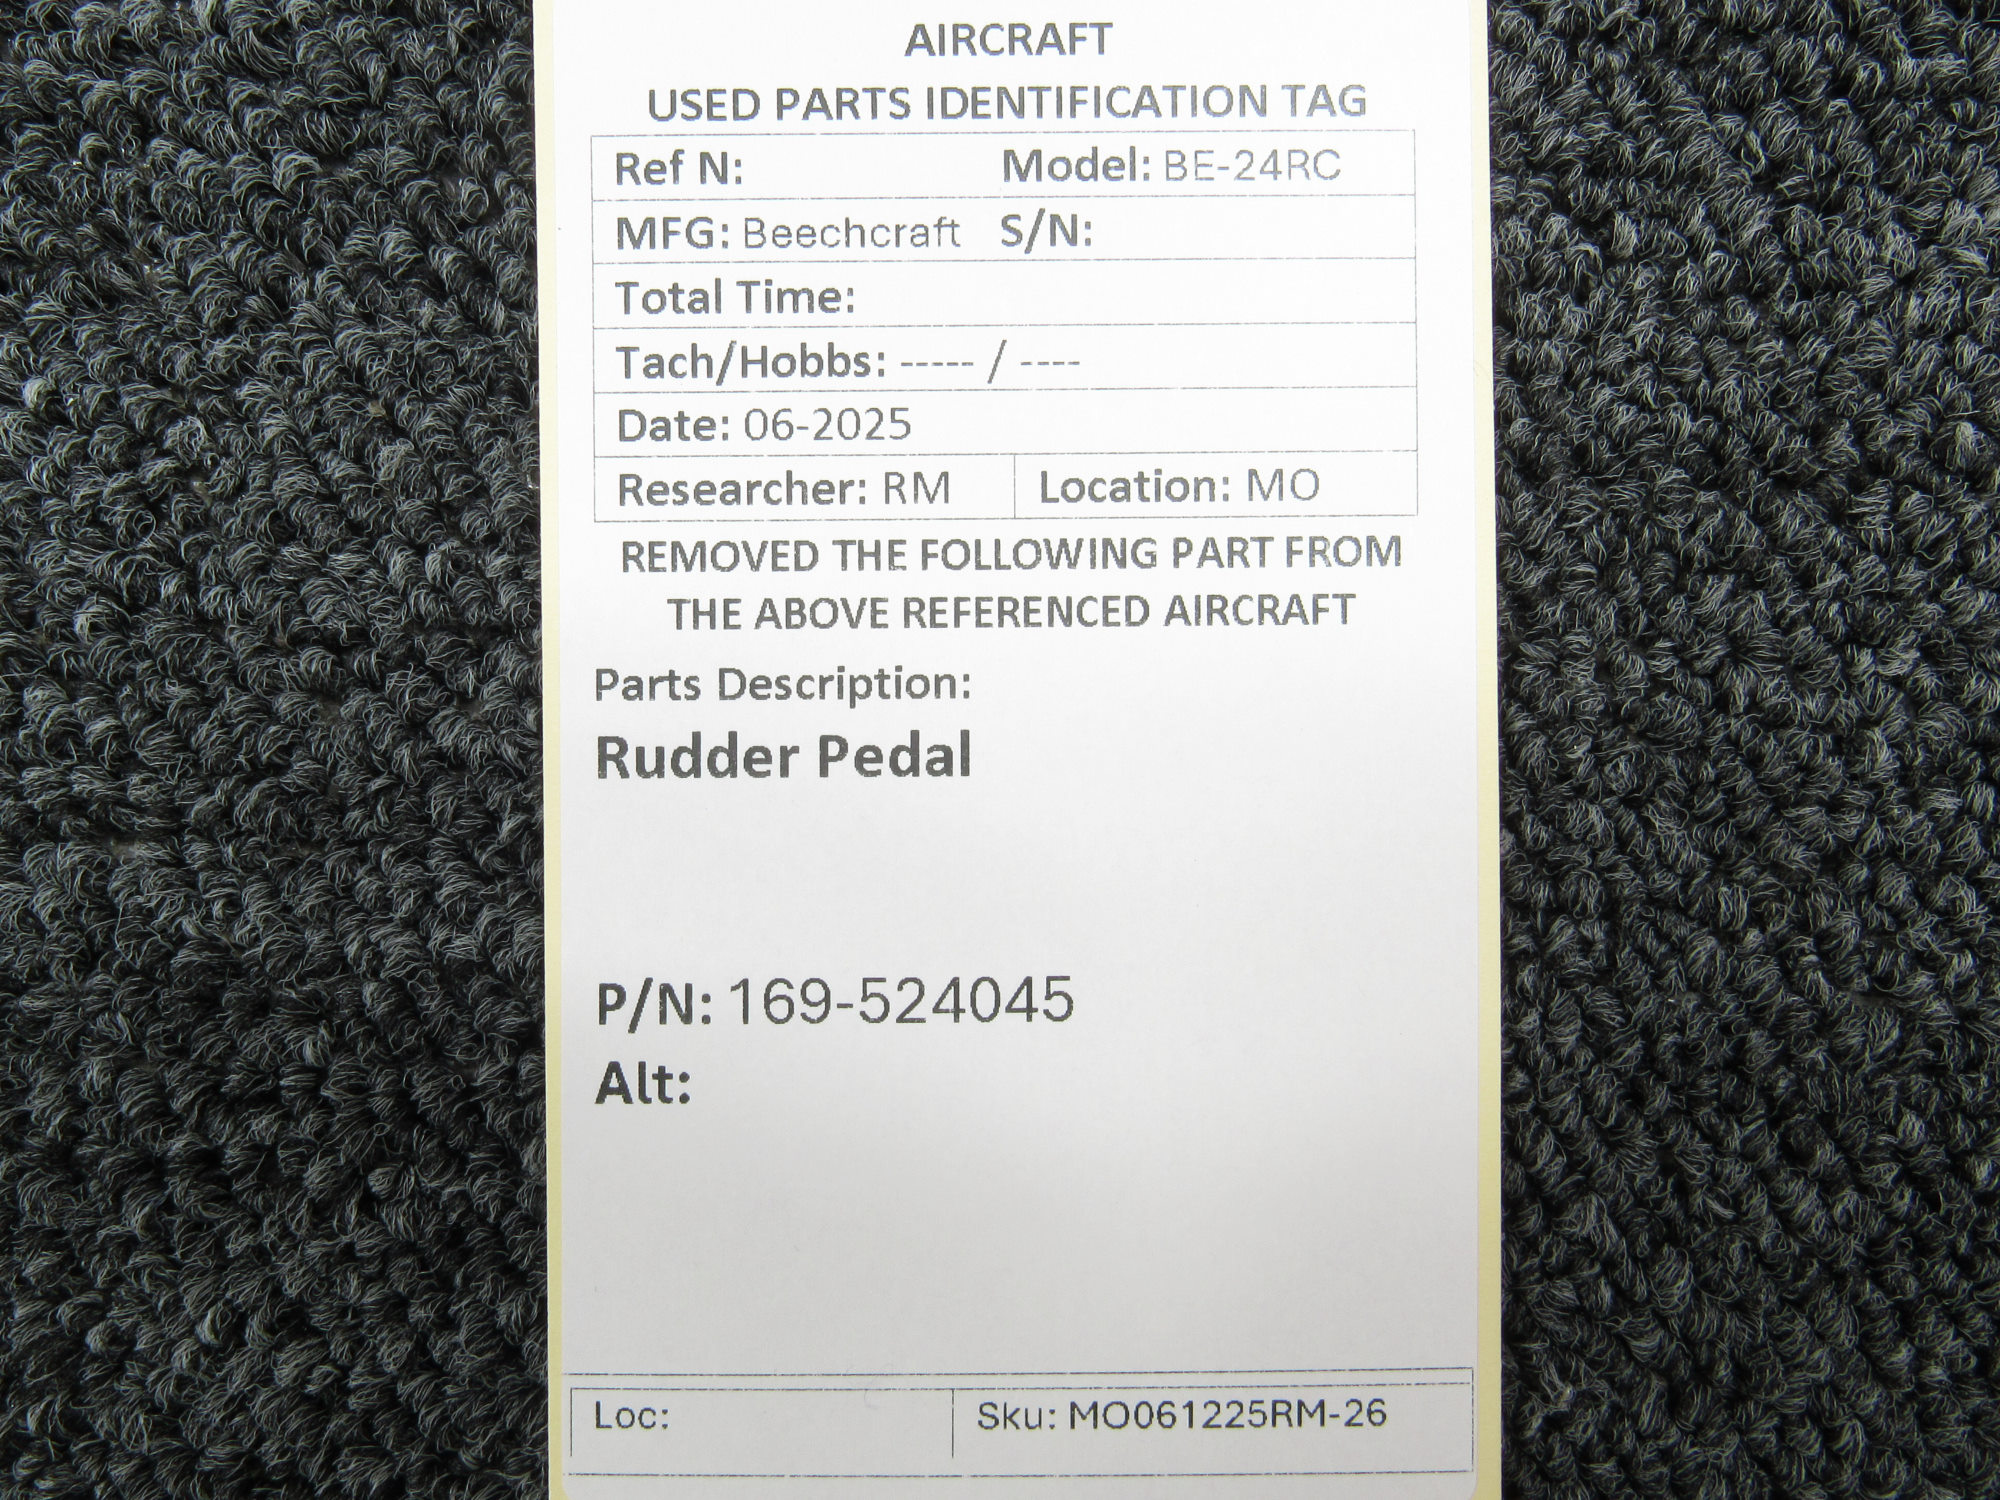 AIRCRAFT
USED PARTS IDENTIFICATION TAG
Ref N: Model: BE-24RC
MFG: Beechcraft S/N:
Total Time:
Tach/Hobbs: ----- / ----
Date: 06-2025
Researcher: RM Location: MO
REMOVED THE FOLLOWING PART FROM
THE ABOVE REFERENCED AIRCRAFT
Parts Description:
Rudder Pedal
P/N: 169-524045
Alt:
Loc: Sku: MO061225RM-26